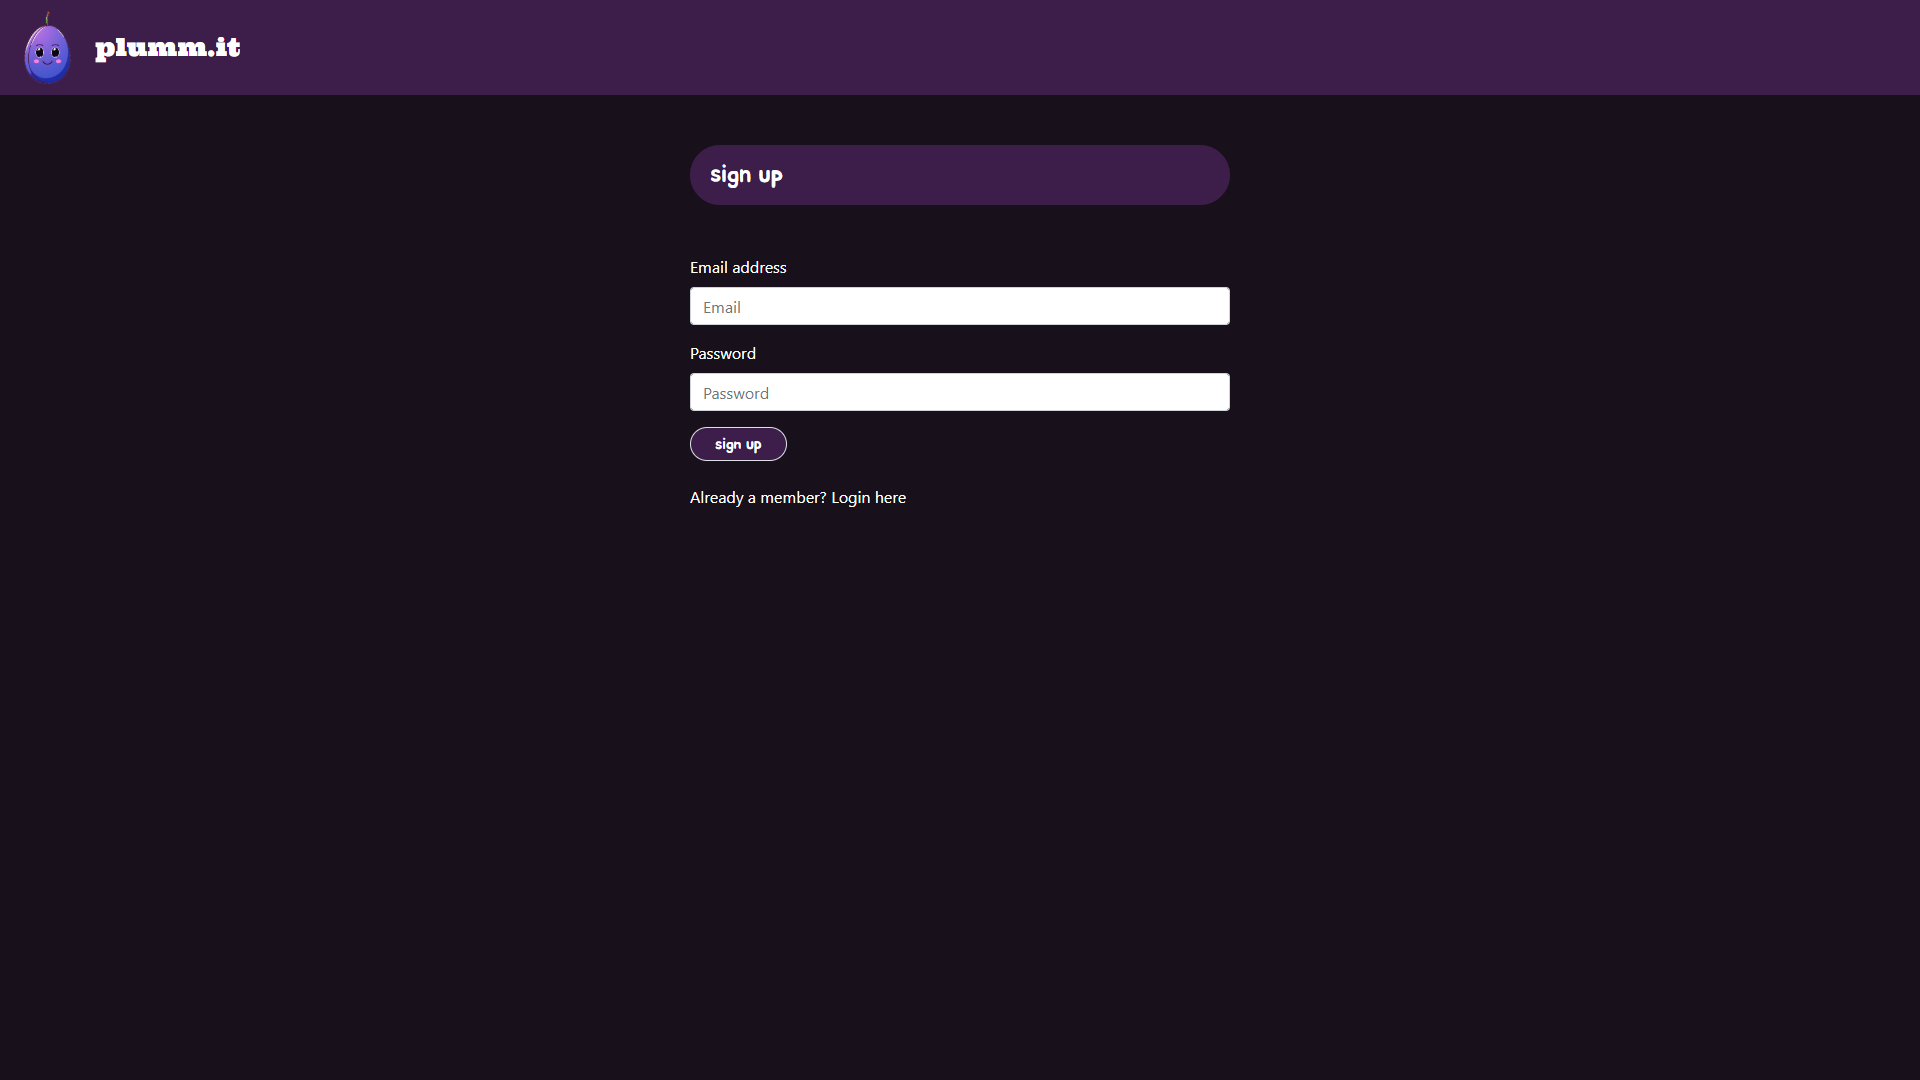 plumm.it
sign up
Email address
Email
Password
Password
sign up
Already a member? Login here